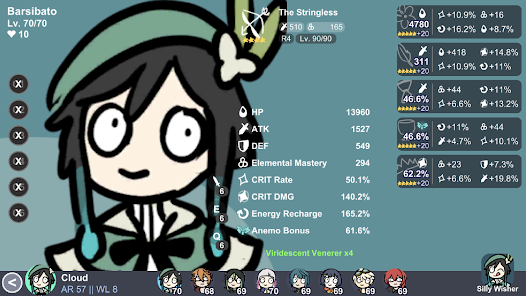 Barsibato
Lv. 70/70
10
The Stringless
510 165
R4 Lv. 90/90
HP 13960
ATK 1527
DEF 549
Elemental Mastery 294
CRIT Rate 50.1%
CRIT DMG 140.2%
Energy Recharge 165.2%
Anemo Bonus 61.6%
Viridescent Venerer x4
6
E
6
Q
6
4780
+20
+10.9% +16
+16.2% +8.7%
311
+20
+418 +14.8%
+10.9% +11%
46.6%
+20
+44 +11%
+6.6% +13.2%
46.6%
+20
+11% +44
+4.7% +10.1%
62.2%
+20
+23 +7.3%
+6.6% +19.8%
Cloud
AR 57 || WL 8
70 68 69 70 68 69 69 69
Silly Wisher